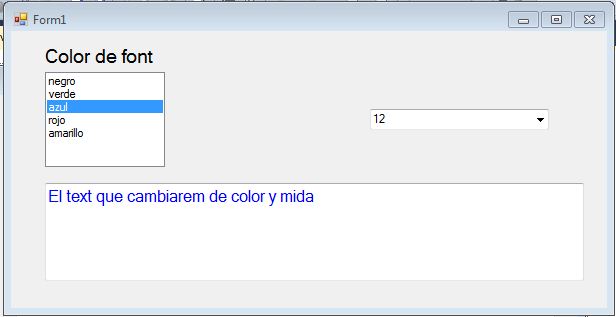 Form1
Color de font
negro
verde
azul
rojo
amarillo
12
El text que cambiarem de color y mida